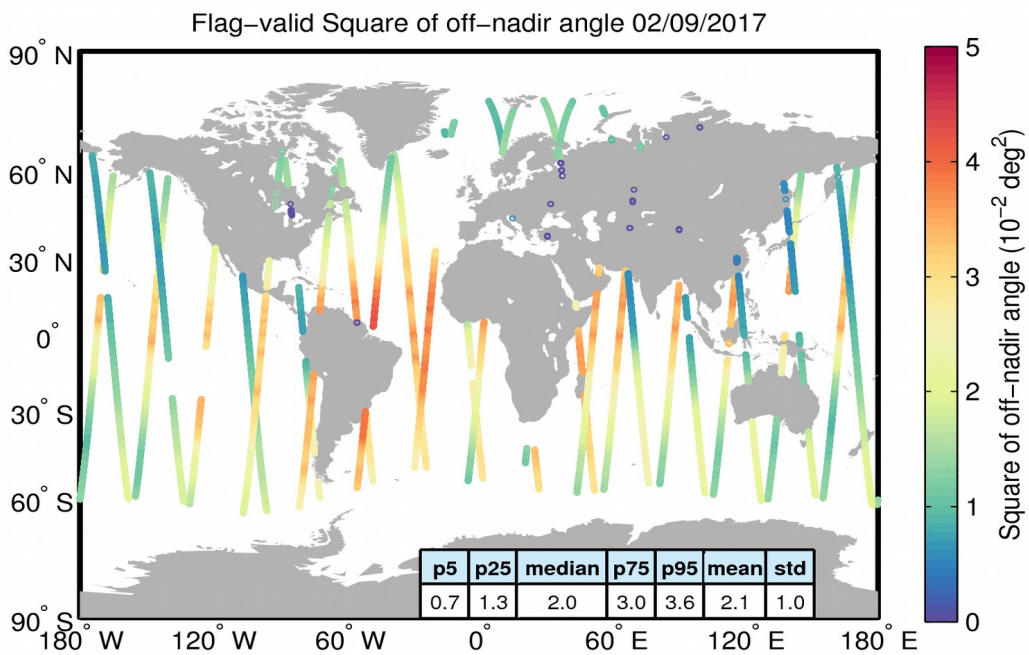 Flag−valid Square of off−nadir angle 02/09/2017
90° N
60° N
30° N
0°
30° S
60° S
90° S
180° W
120° W
60° W
0°
60° E
120° E
180° E
p5 p25 median p75 p95 mean std
0.7 1.3 2.0 3.0 3.6 2.1 1.0
5
4
3
2
1
0
Square of off−nadir angle (10⁻² deg²)